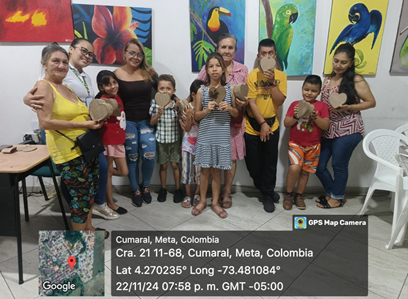 GPS Map Camera
Cumaral, Meta, Colombia
Cra. 21 11-68, Cumaral, Meta, Colombia
Lat 4.270235° Long -73.481084°
22/11/24 07:58 p. m. GMT -05:00
Google